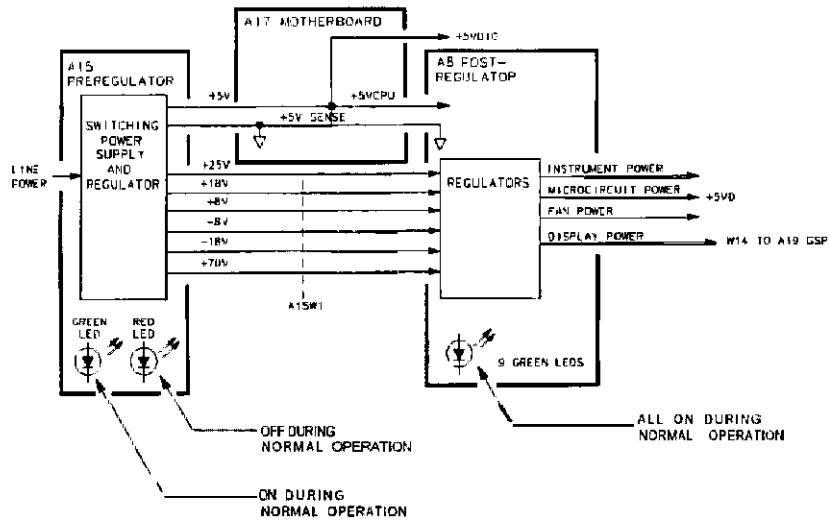 A17 MOTHERBOARD
+5VDIG
A15
PREREGULATOR
A8 POST-
REGULATOR
+5V
+5VCPU
+5V SENSE
SWITCHING
POWER
SUPPLY
AND
REGULATOR
LINE
POWER
+25V
+18V
+8V
-8V
-18V
+70V
REGULATORS
INSTRUMENT POWER
MICROCIRCUIT POWER
+5VD
FAN POWER
DISPLAY POWER
W14 TO A19 GSP
A15W1
GREEN
LED
RED
LED
9 GREEN LEDS
OFF DURING
NORMAL OPERATION
ALL ON DURING
NORMAL OPERATION
ON DURING
NORMAL OPERATION